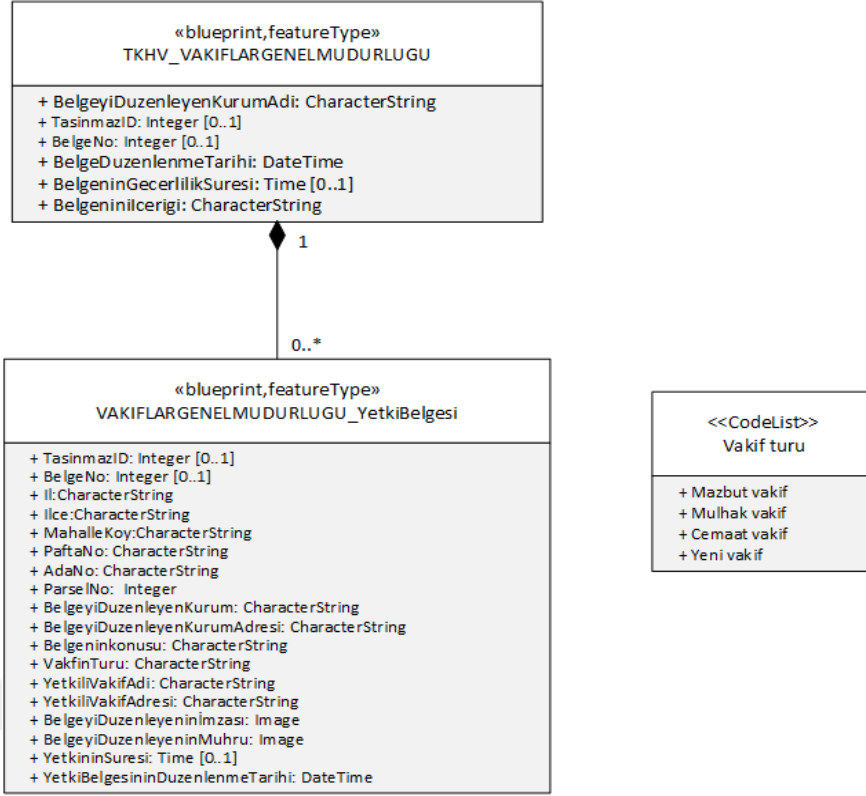 «blueprint,featureType»
TKHV_VAKIFLARGENELMUDURLUGU
+ BelgeyiDuzenleyenKurumAdi: CharacterString
+ TasinmazID: Integer [0..1]
+ BelgeNo: Integer [0..1]
+ BelgeDuzenlenmeTarihi: DateTime
+ BelgeninGecerlilikSuresi: Time [0..1]
+ BelgeniniIcerigi: CharacterString
1
0..*
«blueprint,featureType»
VAKIFLARGENELMUDURLUGU_YetkiBelgesi
+ TasinmazID: Integer [0..1]
+ BelgeNo: Integer [0..1]
+ Il:CharacterString
+ Ilce:CharacterString
+ MahalleKoy:CharacterString
+ PaftaNo: CharacterString
+ AdaNo: CharacterString
+ ParselNo: Integer
+ BelgeyiDuzenleyenKurum: CharacterString
+ BelgeyiDuzenleyenKurumAdresi: CharacterString
+ Belgeninkonusu: CharacterString
+ VakfinTuru: CharacterString
+ YetkiliVakifAdi: CharacterString
+ YetkiliVakifAdresi: CharacterString
+ BelgeyiDuzenleyeninİmzası: Image
+ BelgeyiDuzenleyeninMuhru: Image
+ YetkininSuresi: Time [0..1]
+ YetkiBelgesininDuzenlenmeTarihi: DateTime
<<CodeList>>
Vakif turu
+ Mazbut vakif
+ Mulhak vakif
+ Cemaat vakif
+ Yeni vakif